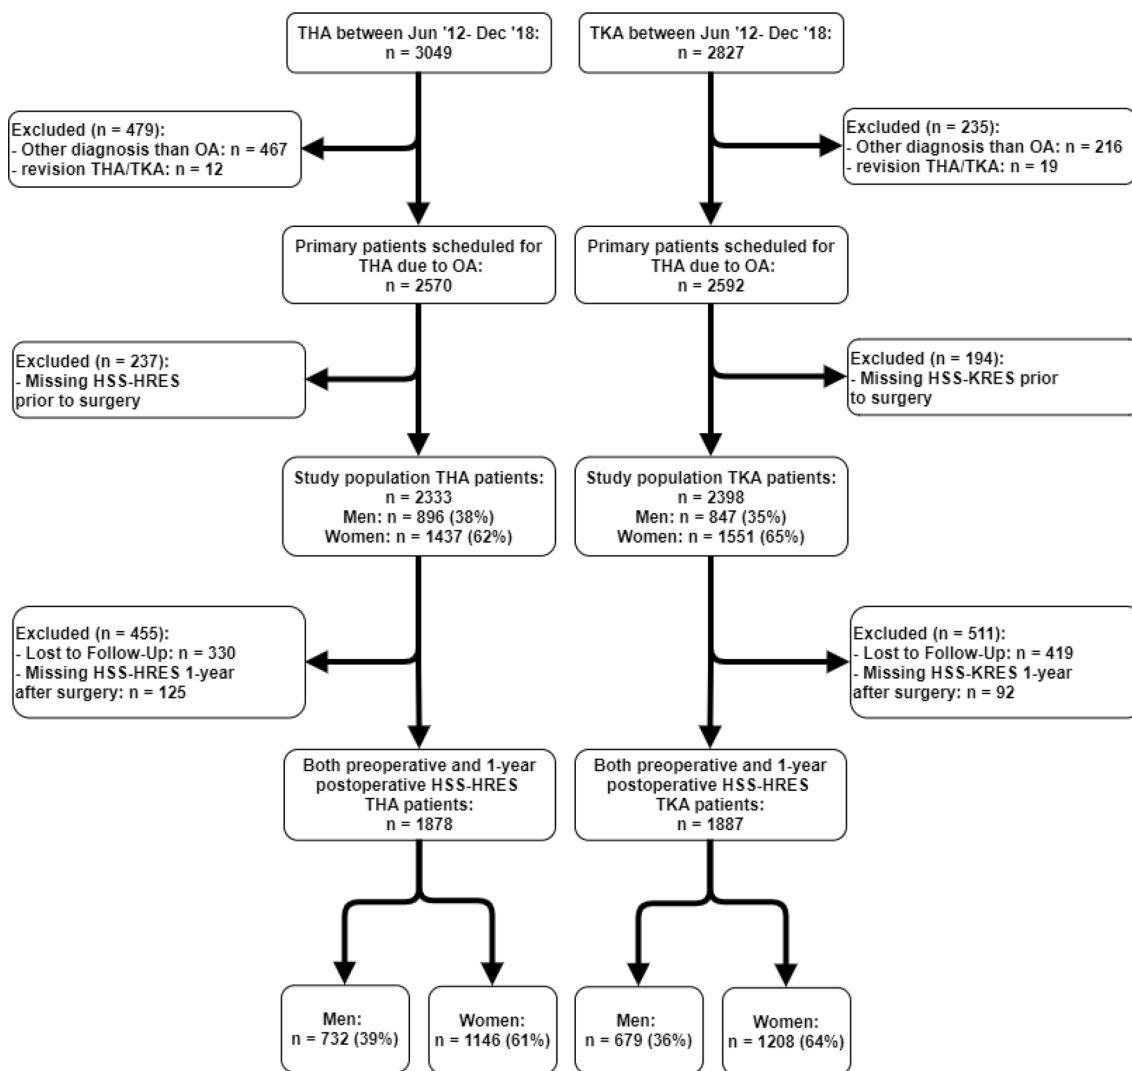 THA between Jun '12- Dec '18:
n = 3049
TKA between Jun '12- Dec '18:
n = 2827
Excluded (n = 479):
- Other diagnosis than OA: n = 467
- revision THA/TKA: n = 12
Excluded (n = 235):
- Other diagnosis than OA: n = 216
- revision THA/TKA: n = 19
Primary patients scheduled for
THA due to OA:
n = 2570
Primary patients scheduled for
THA due to OA:
n = 2592
Excluded (n = 237):
- Missing HSS-HRES
prior to surgery
Excluded (n = 194):
- Missing HSS-KRES prior
to surgery
Study population THA patients:
n = 2333
Men: n = 896 (38%)
Women: n = 1437 (62%)
Study population TKA patients:
n = 2398
Men: n = 847 (35%)
Women: n = 1551 (65%)
Excluded (n = 455):
- Lost to Follow-Up: n = 330
- Missing HSS-HRES 1-year
after surgery: n = 125
Excluded (n = 511):
- Lost to Follow-Up: n = 419
- Missing HSS-KRES 1-year
after surgery: n = 92
Both preoperative and 1-year
postoperative HSS-HRES
THA patients:
n = 1878
Both preoperative and 1-year
postoperative HSS-HRES
TKA patients:
n = 1887
Men:
n = 732 (39%)
Women:
n = 1146 (61%)
Men:
n = 679 (36%)
Women:
n = 1208 (64%)